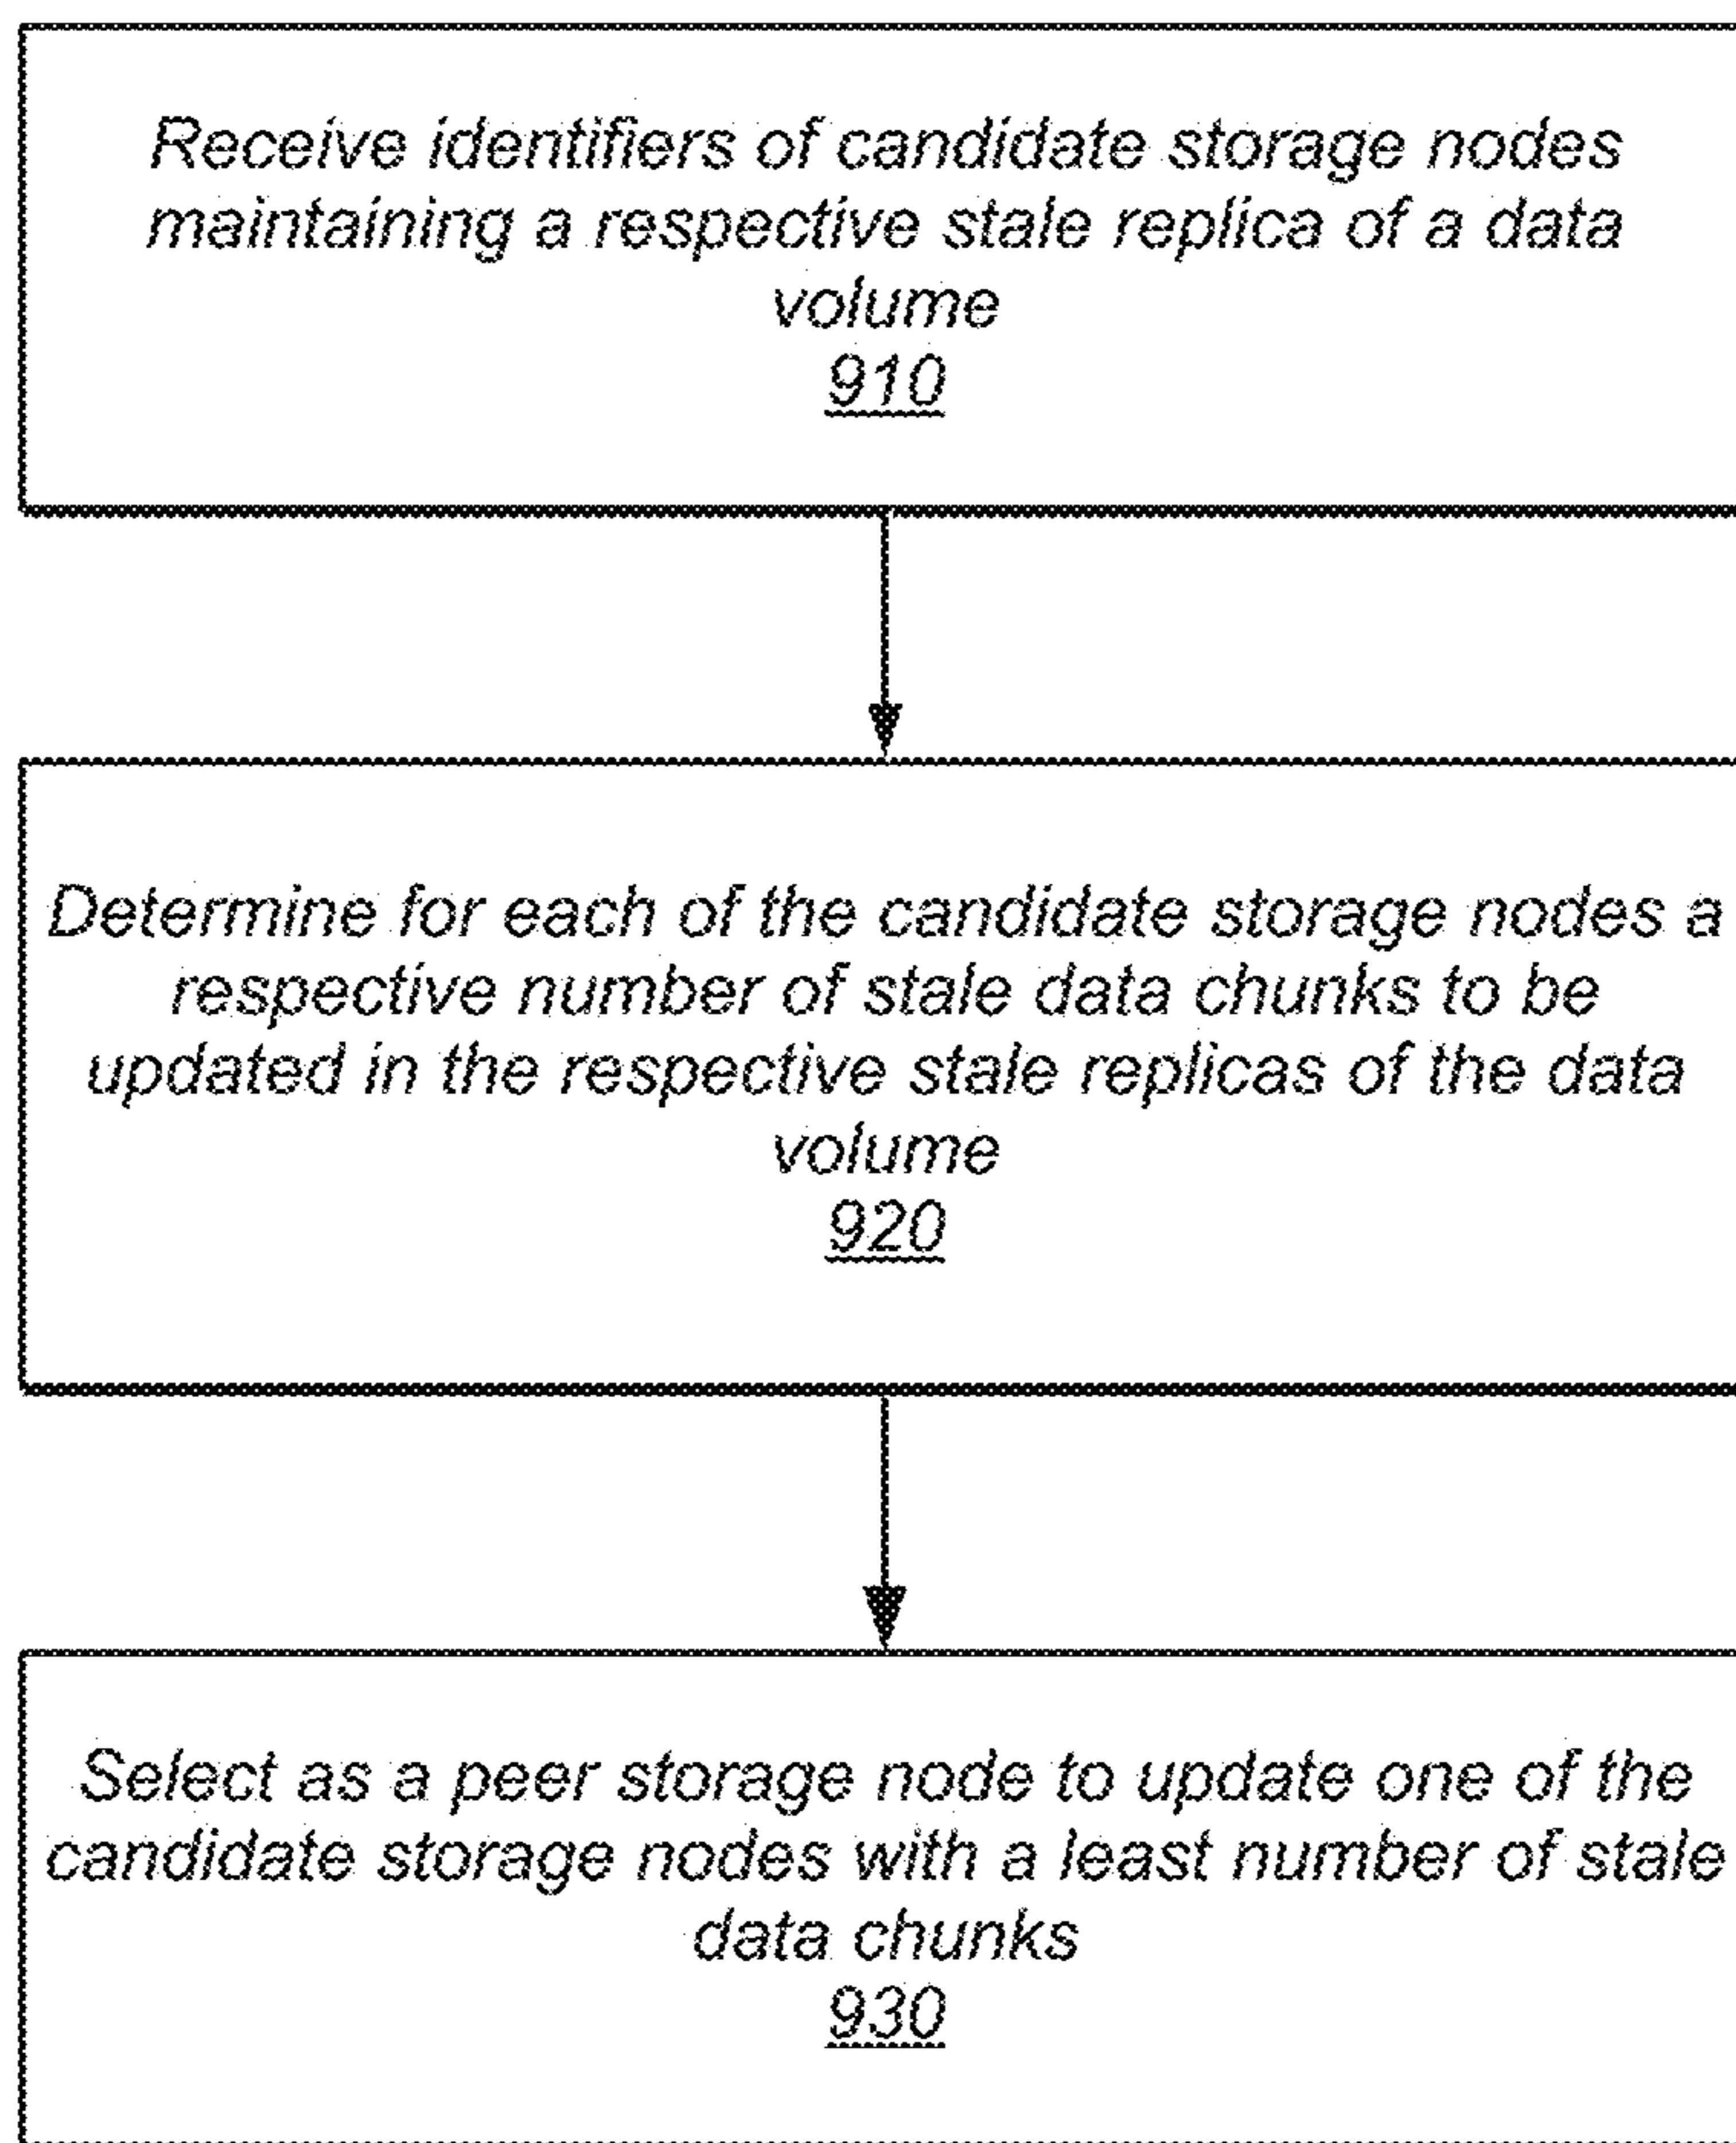 Receive identifiers of candidate storage nodes
maintaining a respective stale replica of a data
volume
910
Determine for each of the candidate storage nodes a
respective number of stale data chunks to be
updated in the respective stale replicas of the data
volume
920
Select as a peer storage node to update one of the
candidate storage nodes with a least number of stale
data chunks
930